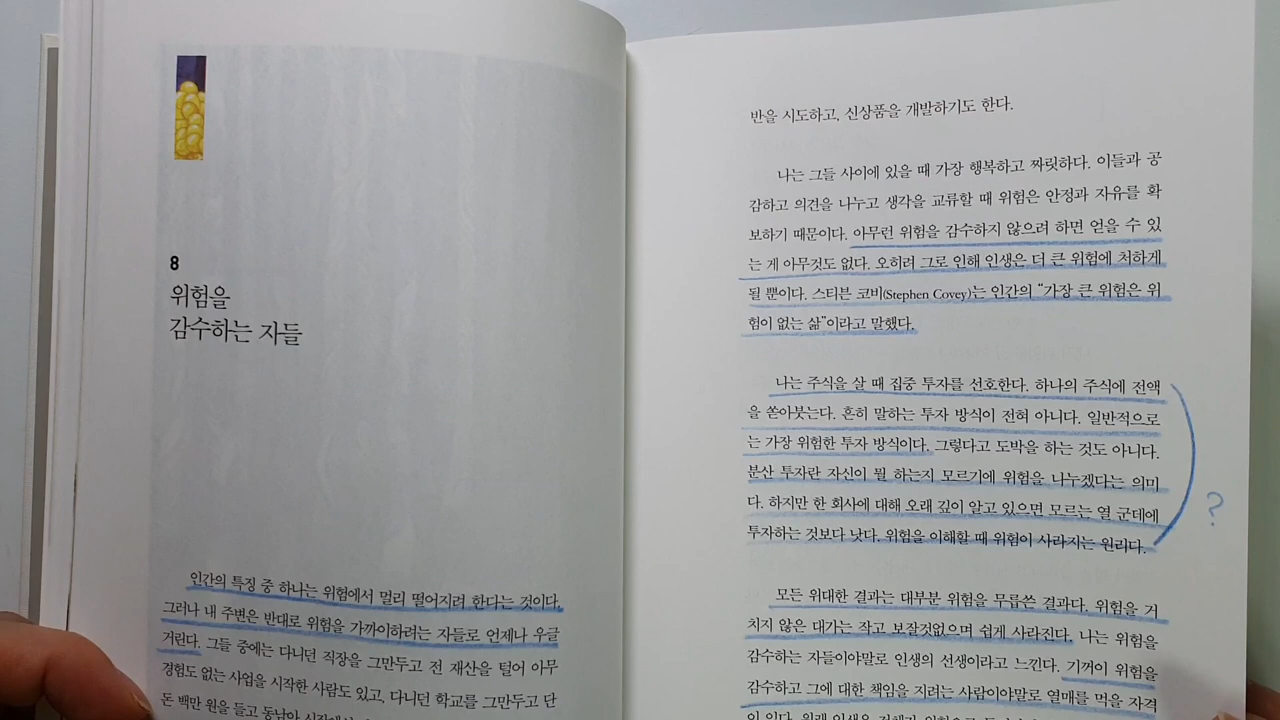 8
위험을
감수하는 자들
인간의 특징 중 하나는 위험에서 멀리 떨어지려 한다는 것이다.
그러나 내 주변은 반대로 위험을 가까이하려는 자들로 언제나 우글
거린다. 그들 중에는 다니던 직장을 그만두고 전 재산을 털어 아무
경험도 없는 사업을 시작한 사람도 있고, 다니던 학교를 그만두고 단
돈 백만 원을 들고 동남아 시장에서
반을 시도하고, 신상품을 개발하기도 한다.
나는 그들 사이에 있을 때 가장 행복하고 짜릿하다. 이들과 공
감하고 의견을 나누고 생각을 교류할 때 위험은 안정과 자유를 확
보하기 때문이다. 아무런 위험을 감수하지 않으려 하면 얻을 수 있
는 게 아무것도 없다. 오히려 그로 인해 인생은 더 큰 위험에 처하게
될 뿐이다. 스티븐 코비(Stephen Covey)는 인간의 “가장 큰 위험은 위
험이 없는 삶”이라고 말했다.
나는 주식을 살 때 집중 투자를 선호한다. 하나의 주식에 전액
을 쏟아붓는다. 흔히 말하는 투자 방식이 전혀 아니다. 일반적으로
는 가장 위험한 투자 방식이다. 그렇다고 도박을 하는 것도 아니다.
분산 투자란 자신이 뭘 하는지 모르기에 위험을 나누겠다는 의미
다. 하지만 한 회사에 대해 오래 깊이 알고 있으면 모르는 열 군데에
투자하는 것보다 낫다. 위험을 이해할 때 위험이 사라지는 원리다.
?
모든 위대한 결과는 대부분 위험을 무릅쓴 결과다. 위험을 거
치지 않은 대가는 작고 보잘것없으며 쉽게 사라진다. 나는 위험을
감수하는 자들이야말로 인생의 선생이라고 느낀다. 기꺼이 위험을
감수하고 그에 대한 책임을 지려는 사람이야말로 열매를 먹을 자격